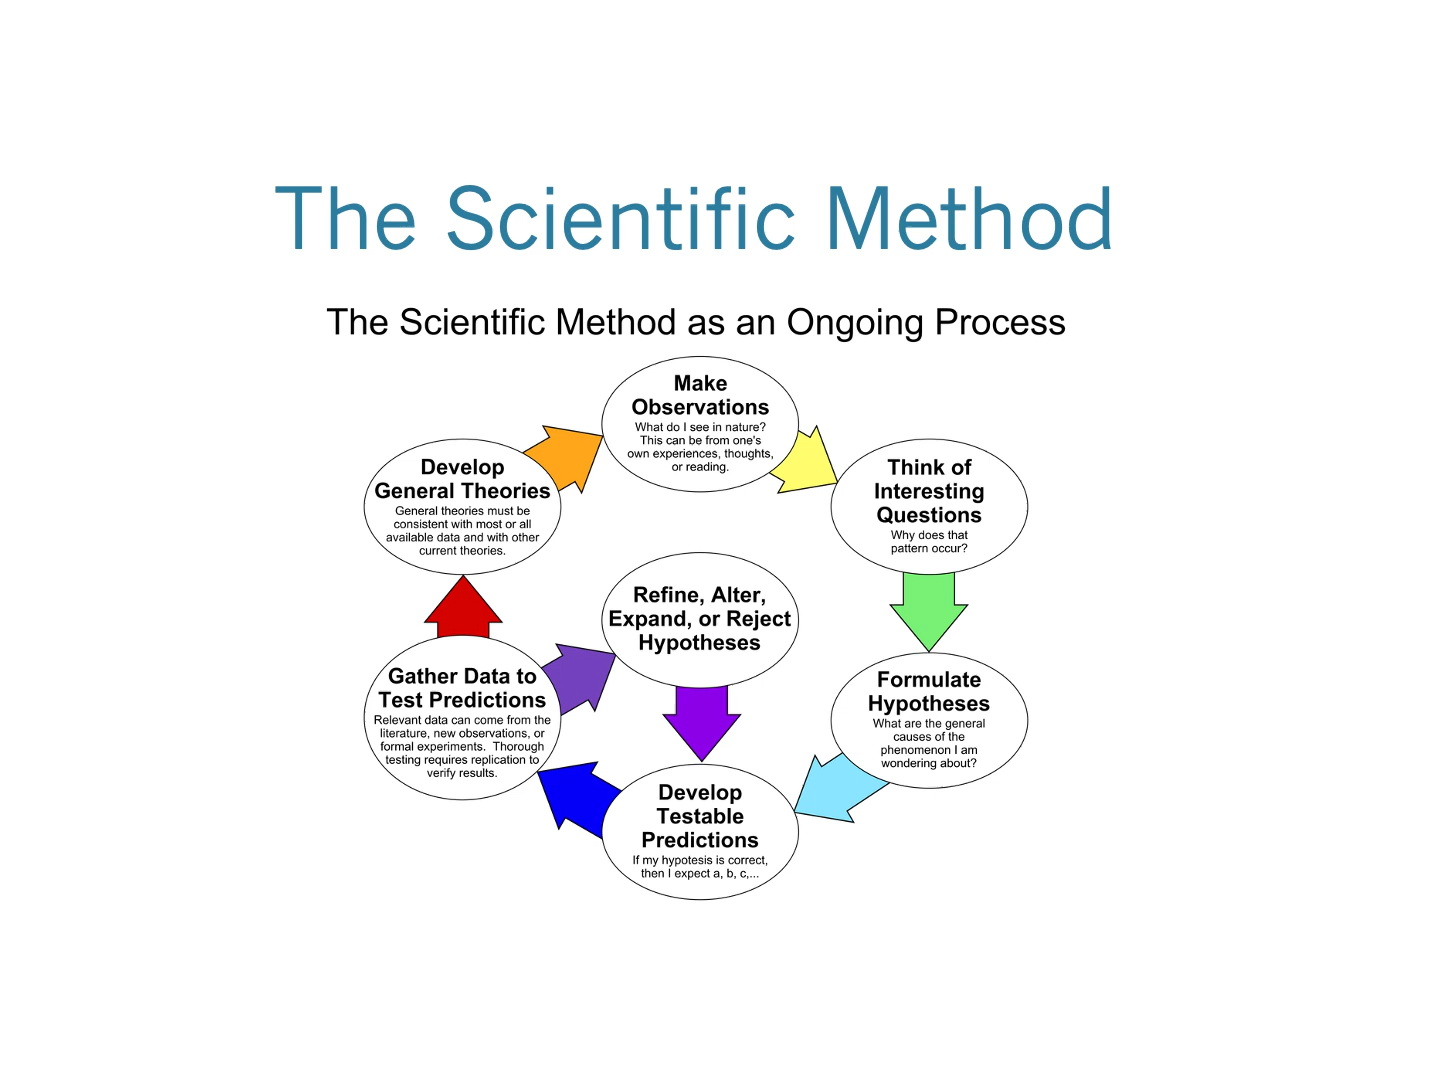 The Scientific Method
The Scientific Method as an Ongoing Process
Make
Observations
What do I see in nature?
This can be from one's
own experiences, thoughts,
or reading.
Think of
Interesting
Questions
Why does that
pattern occur?
Formulate
Hypotheses
What are the general
causes of the
phenomenon I am
wondering about?
Develop
Testable
Predictions
If my hypotesis is correct,
then I expect a, b, c,...
Gather Data to
Test Predictions
Relevant data can come from the
literature, new observations, or
formal experiments.  Thorough
testing requires replication to
verify results.
Refine, Alter,
Expand, or Reject
Hypotheses
Develop
General Theories
General theories must be
consistent with most or all
available data and with other
current theories.